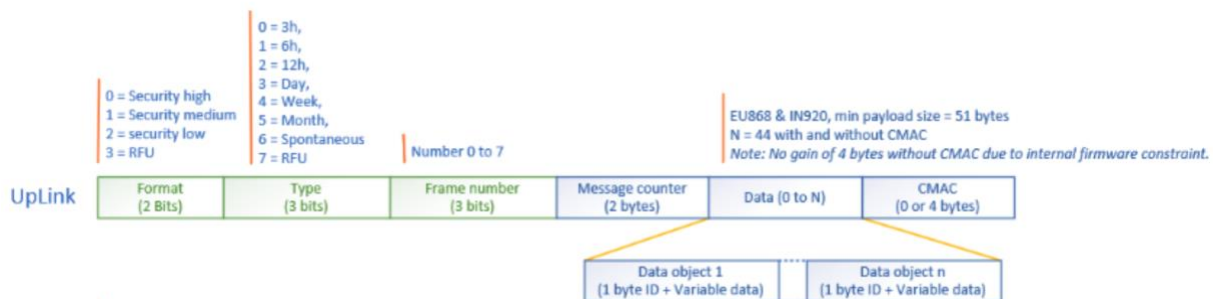 0 = 3h,
1 = 6h,
2 = 12h,
3 = Day,
4 = Week,
5 = Month,
6 = Spontaneous
7 = RFU
0 = Security high
1 = Security medium
2 = security low
3 = RFU
Number 0 to 7
EU868 & IN920, min payload size = 51 bytes
N = 44 with and without CMAC
Note: No gain of 4 bytes without CMAC due to internal firmware constraint.
UpLink
Format
(2 Bits)
Type
(3 bits)
Frame number
(3 bits)
Message counter
(2 bytes)
Data (0 to N)
CMAC
(0 or 4 bytes)
Data object 1
(1 byte ID + Variable data)
Data object n
(1 byte ID + Variable data)